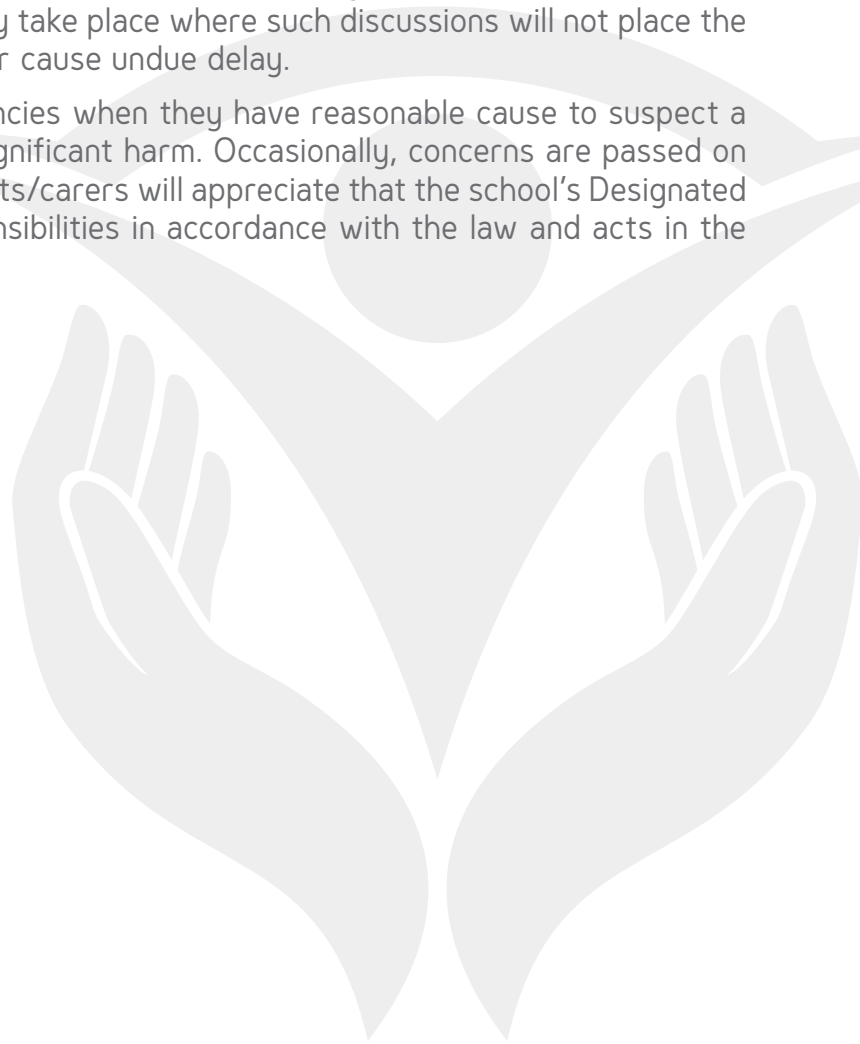 y take place where such discussions will not place the
r cause undue delay.
ncies when they have reasonable cause to suspect a
gnificant harm. Occasionally, concerns are passed on
ts/carers will appreciate that the school's Designated
nsibilities in accordance with the law and acts in the